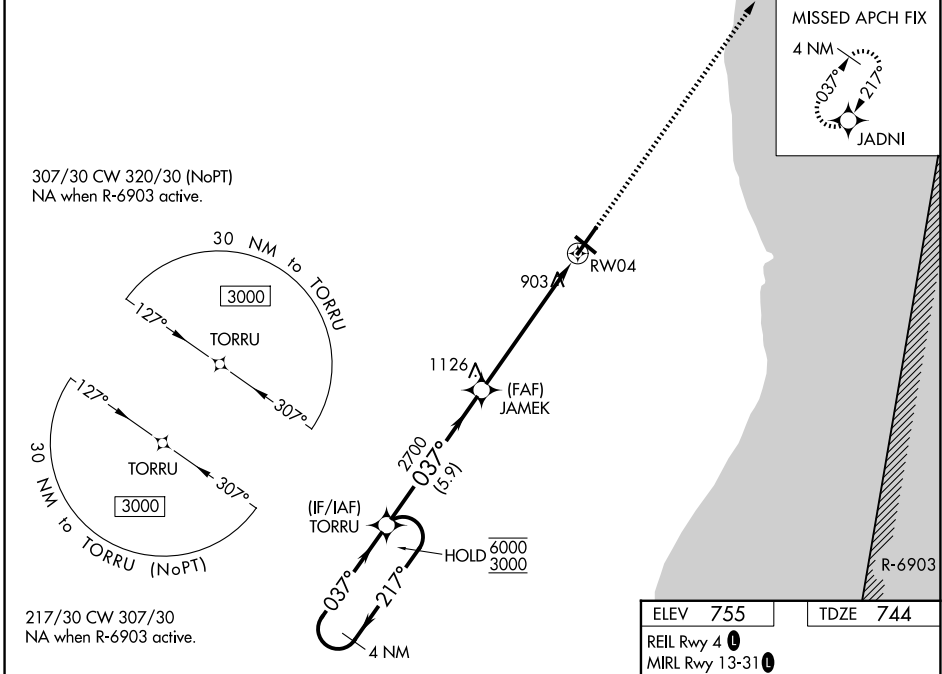 MISSED APCH FIX
4 NM
037°
217°
JADNI
307/30 CW 320/30 (NoPT)
NA when R-6903 active.
30 NM to TORRU
3000
127°
TORRU
307°
127°
TORRU
307°
3000
30 NM to TORRU (NoPT)
217/30 CW 307/30
NA when R-6903 active.
RW04
903
1126
(FAF)
JAMEK
2700
037°
(5.9)
(IF/IAF)
TORRU
HOLD 6000
3000
037°
217°
4 NM
R-6903
ELEV 755
TDZE 744
REIL Rwy 4 L
MIRL Rwy 13-31 L